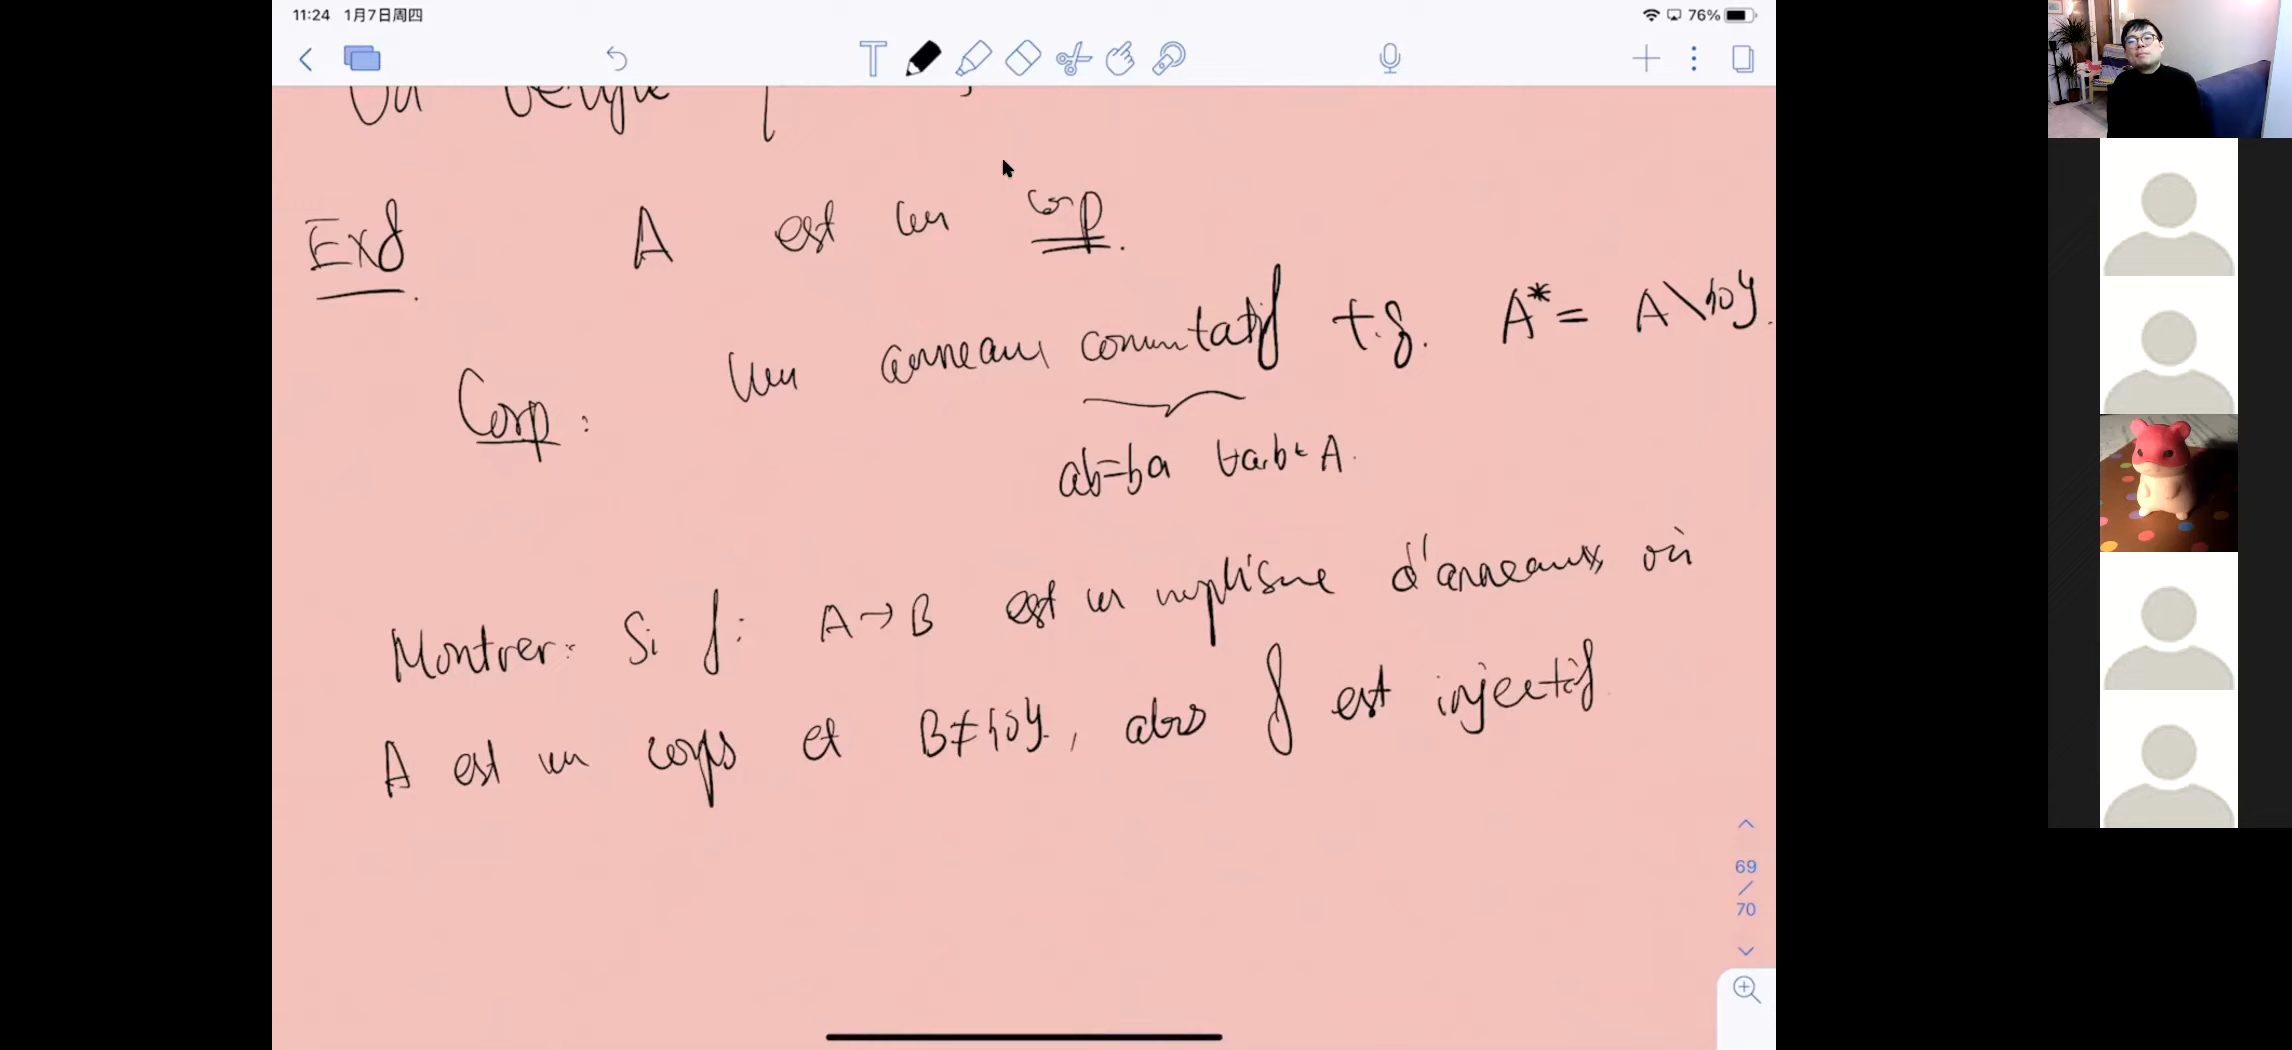 11:24 1月7日周四
76%
Ex8 A est un corp.
Corp: Un anneau commutatif t.q. A* = A\{0}.
ab=ba ∀a,b∈A.
Montrer: Si f: A→B est un morphisme d'anneaux, où
A est un corps et B≠{0}, alors f est injectif
69
/
70